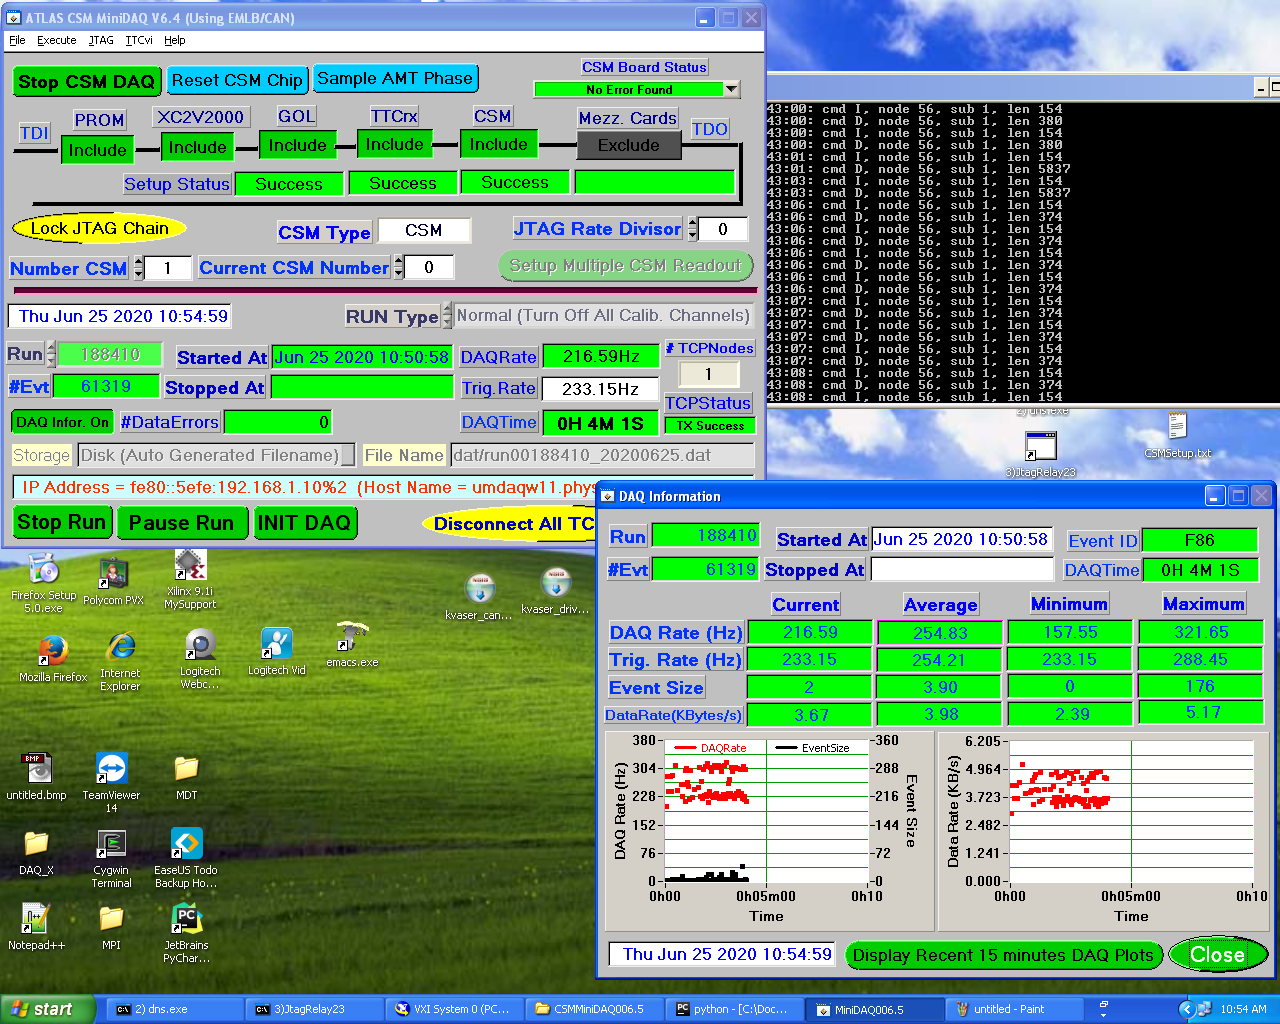 ATLAS CSM MiniDAQ V6.4 (Using EMLB/CAN)
File Execute JTAG TTCvi Help
Stop CSM DAQ
Reset CSM Chip
Sample AMT Phase
CSM Board Status
No Error Found
TDI
PROM
XC2V2000
GOL
TTCrx
CSM
Mezz. Cards
TDO
Include
Include
Include
Include
Include
Exclude
Setup Status
Success
Success
Success
Lock JTAG Chain
CSM Type
CSM
JTAG Rate Divisor
0
Number CSM
1
Current CSM Number
0
Setup Multiple CSM Readout
Thu Jun 25 2020 10:54:59
RUN Type
Normal (Turn Off All Calib. Channels)
Run
188410
Started At
Jun 25 2020 10:50:58
DAQRate
216.59Hz
# TCPNodes
1
#Evt
61319
Stopped At
Trig.Rate
233.15Hz
TCPStatus
TX Success
DAQ Infor. On
#DataErrors
0
DAQTime
0H 4M 1S
Storage
Disk (Auto Generated Filename)
File Name
dat/run00188410_20200625.dat
IP Address = fe80::5efe:192.168.1.10%2 (Host Name = umdaqw11.phys
Stop Run
Pause Run
INIT DAQ
Disconnect All TC
43:00: cmd I, node 56, sub 1, len 154
43:00: cmd D, node 56, sub 1, len 380
43:00: cmd I, node 56, sub 1, len 154
43:00: cmd D, node 56, sub 1, len 380
43:01: cmd I, node 56, sub 1, len 154
43:01: cmd D, node 56, sub 1, len 5837
43:03: cmd I, node 56, sub 1, len 154
43:03: cmd D, node 56, sub 1, len 5837
43:06: cmd I, node 56, sub 1, len 154
43:06: cmd D, node 56, sub 1, len 374
43:06: cmd I, node 56, sub 1, len 154
43:06: cmd D, node 56, sub 1, len 374
43:06: cmd I, node 56, sub 1, len 154
43:06: cmd D, node 56, sub 1, len 374
43:06: cmd I, node 56, sub 1, len 154
43:06: cmd D, node 56, sub 1, len 374
43:07: cmd I, node 56, sub 1, len 154
43:07: cmd D, node 56, sub 1, len 374
43:07: cmd I, node 56, sub 1, len 154
43:07: cmd D, node 56, sub 1, len 374
43:07: cmd I, node 56, sub 1, len 154
43:07: cmd D, node 56, sub 1, len 374
43:08: cmd I, node 56, sub 1, len 154
43:08: cmd D, node 56, sub 1, len 374
43:08: cmd I, node 56, sub 1, len 154
2) dns.exe
3)JtagRelay23
CSMSetup.txt
DAQ Information
Run
188410
Started At
Jun 25 2020 10:50:58
Event ID
F86
#Evt
61319
Stopped At
DAQTime
0H 4M 1S
Current Average Minimum Maximum
DAQ Rate (Hz) 216.59 254.83 157.55 321.65
Trig. Rate (Hz) 233.15 254.21 233.15 288.45
Event Size 2 3.90 0 176
DataRate(KBytes/s) 3.67 3.98 2.39 5.17
DAQRate
EventSize
380
304
228
152
76
0
DAQ Rate (Hz)
360
288
216
144
72
0
Event Size
0h00 0h05m00 0h10
Time
6.205
4.964
3.723
2.482
1.241
0.000
Data Rate (KB/s)
0h00 0h05m00 0h10
Time
Thu Jun 25 2020 10:54:59
Display Recent 15 minutes DAQ Plots
Close
Firefox Setup
5.0.exe
Polycom PVX
Xilinx 9.1i
MySupport
kvaser_can...
kvaser_driv...
Mozilla Firefox
Internet
Explorer
Logitech
Webc...
Logitech Vid
emacs.exe
BMP
untitled.bmp
TeamViewer
14
MDT
DAQ_X
Cygwin
Terminal
EaseUS Todo
Backup Ho...
Notepad++
MPI
PC
JetBrains
PyChar...
start
2) dns.exe
3)JtagRelay23
VXI System 0 (PC...
CSMMiniDAQ006.5
python - [C:\Doc...
MiniDAQ006.5
untitled - Paint
10:54 AM